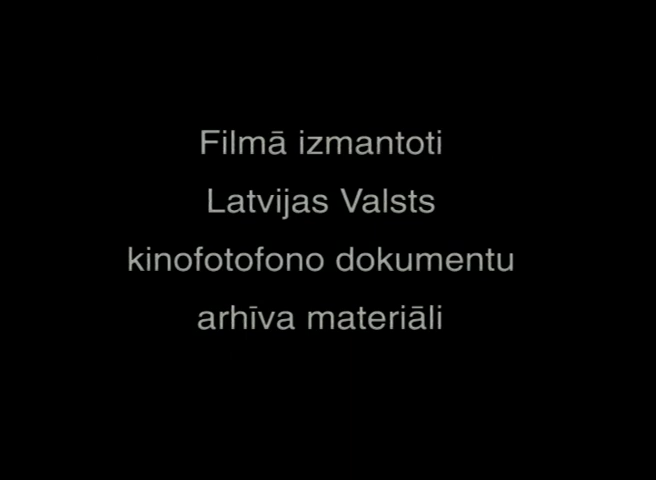 Filmā izmantoti
Latvijas Valsts
kinofotofono dokumentu
arhīva materiāli